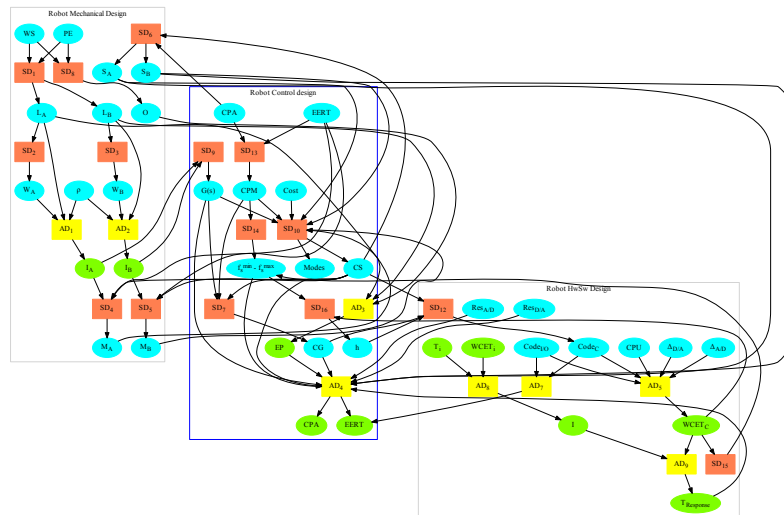 Robot Mechanical Design
WS
PE
SD6
SD1
SD8
SA
SB
Robot Control design
LA
LB
O
CPA
EERT
SD2
SD3
SD9
SD13
WA
ρ
WB
G(s)
CPM
Cost
AD1
AD2
SD14
SD10
IA
IB
Modes
CS
Robot HwSw Design
SD4
SD5
SD7
SD16
AD3
SD12
ResA/D
ResD/A
MA
MB
EP
CG
h
WCETi
CodeI/O
CodeC
CPU
ΔD/A
ΔA/D
AD4
AD8
AD7
AD5
CPA
EERT
I
WCETC
AD9
SD15
TResponse